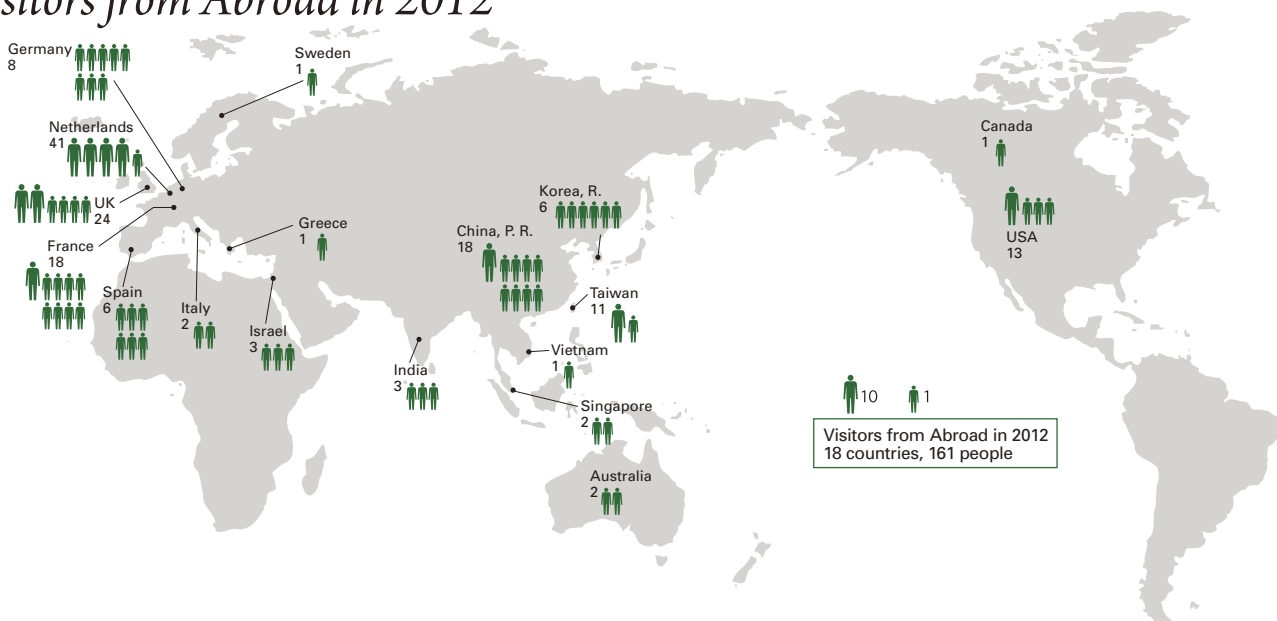 sitors from Abroad in 2012
Germany
8
Sweden
1
Netherlands
41
UK
24
France
18
Spain
6
Italy
2
Greece
1
Israel
3
India
3
Korea, R.
6
China, P. R.
18
Taiwan
11
Vietnam
1
Singapore
2
Australia
2
Canada
1
USA
13
10
1
Visitors from Abroad in 2012
18 countries, 161 people